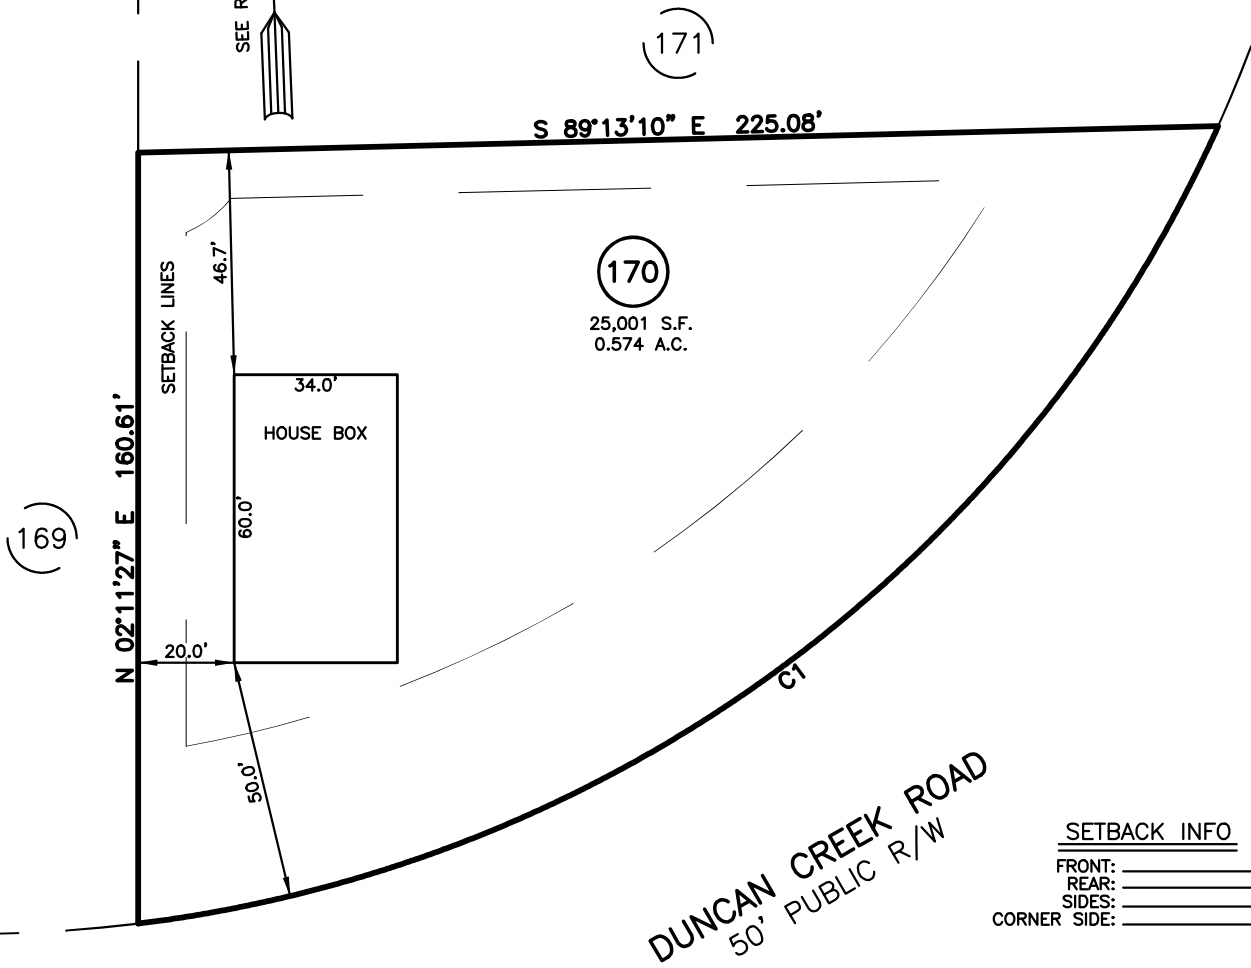 SEE R
171
S 89°13'10" E 225.08'
46.7'
SETBACK LINES
170
25,001 S.F.
0.574 A.C.
34.0'
HOUSE BOX
60.0'
N 02°11'27" E 160.61'
169
20.0'
50.0'
C1
DUNCAN CREEK ROAD
50' PUBLIC R/W
SETBACK INFO
FRONT:
REAR:
SIDES:
CORNER SIDE: